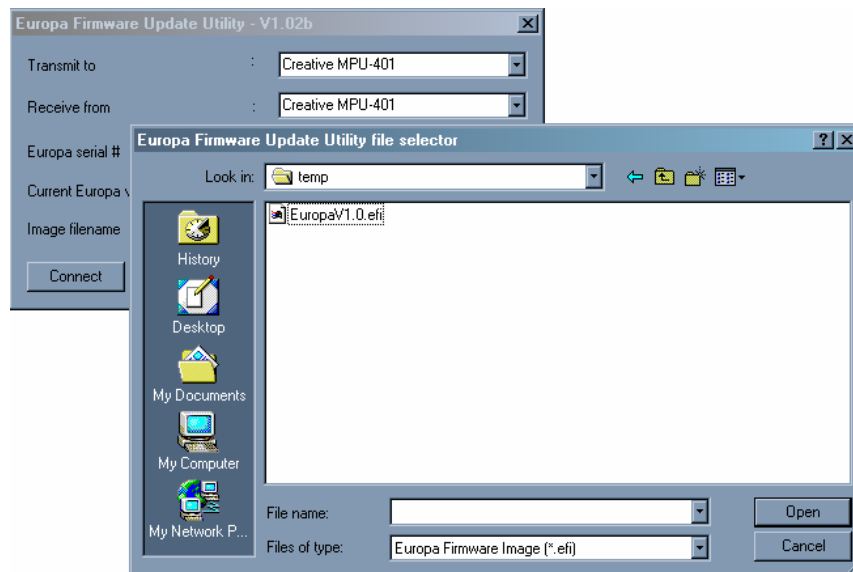 Europa Firmware Update Utility - V1.02b
Transmit to : Creative MPU-401
Receive from : Creative MPU-401
Europa serial #
Current Europa v
Image filename
Connect
Europa Firmware Update Utility file selector
Look in: temp
History
Desktop
My Documents
My Computer
My Network P...
EuropaV1.0.efi
File name:
Open
Files of type: Europa Firmware Image (*.efi)
Cancel